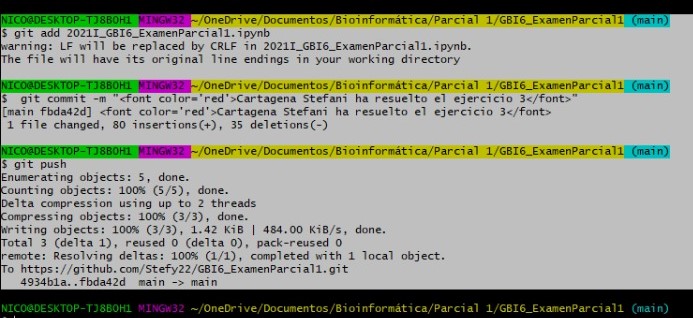 NICO@DESKTOP-TJ8BOH1 MINGW32 ~/OneDrive/Documentos/Bioinformática/Parcial 1/GBI6_ExamenParcial1 (main)
$ git add 2021I_GBI6_ExamenParcial1.ipynb
warning: LF will be replaced by CRLF in 2021I_GBI6_ExamenParcial1.ipynb.
The file will have its original line endings in your working directory
NICO@DESKTOP-TJ8BOH1 MINGW32 ~/OneDrive/Documentos/Bioinformática/Parcial 1/GBI6_ExamenParcial1 (main)
$  git commit -m "<font color='red'>Cartagena Stefani ha resuelto el ejercicio 3</font>"
[main fbda42d] <font color='red'>Cartagena Stefani ha resuelto el ejercicio 3</font>
 1 file changed, 80 insertions(+), 35 deletions(-)
NICO@DESKTOP-TJ8BOH1 MINGW32 ~/OneDrive/Documentos/Bioinformática/Parcial 1/GBI6_ExamenParcial1 (main)
$ git push
Enumerating objects: 5, done.
Counting objects: 100% (5/5), done.
Delta compression using up to 2 threads
Compressing objects: 100% (3/3), done.
Writing objects: 100% (3/3), 1.42 KiB | 484.00 KiB/s, done.
Total 3 (delta 1), reused 0 (delta 0), pack-reused 0
remote: Resolving deltas: 100% (1/1), completed with 1 local object.
To https://github.com/Stefy22/GBI6_ExamenParcial1.git
   4934b1a..fbda42d  main -> main
NICO@DESKTOP-TJ8BOH1 MINGW32 ~/OneDrive/Documentos/Bioinformática/Parcial 1/GBI6_ExamenParcial1 (main)